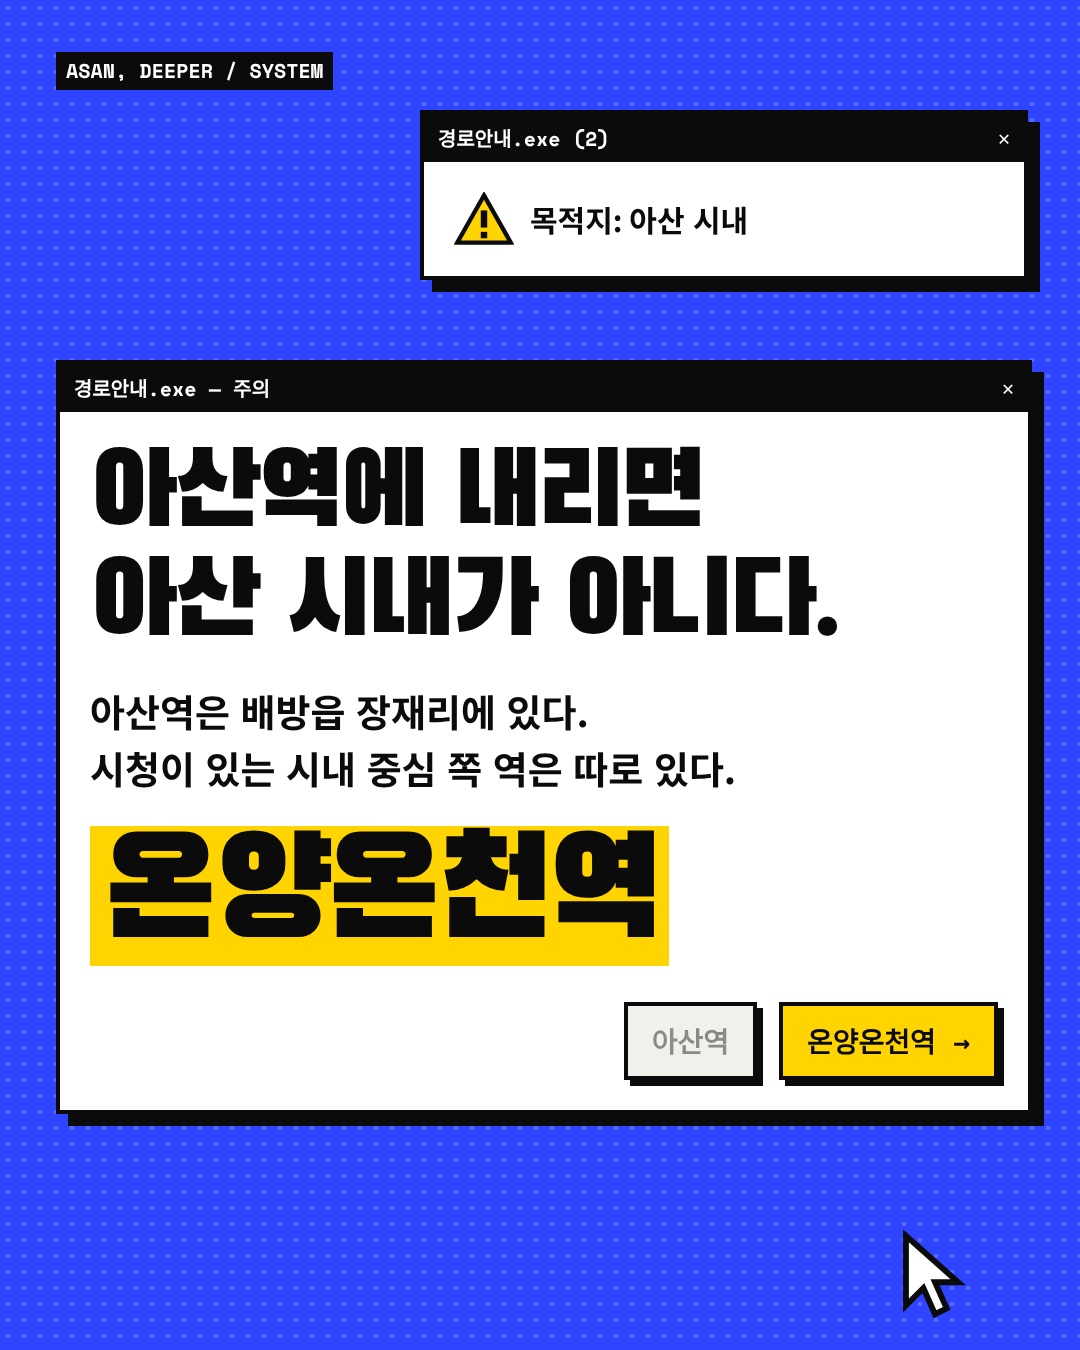 ASAN, DEEPER / SYSTEM
경로안내.exe (2) ×
목적지: 아산 시내
경로안내.exe — 주의 ×
아산역에 내리면
아산 시내가 아니다.
아산역은 배방읍 장재리에 있다.
시청이 있는 시내 중심 쪽 역은 따로 있다.
온양온천역
아산역
온양온천역 →